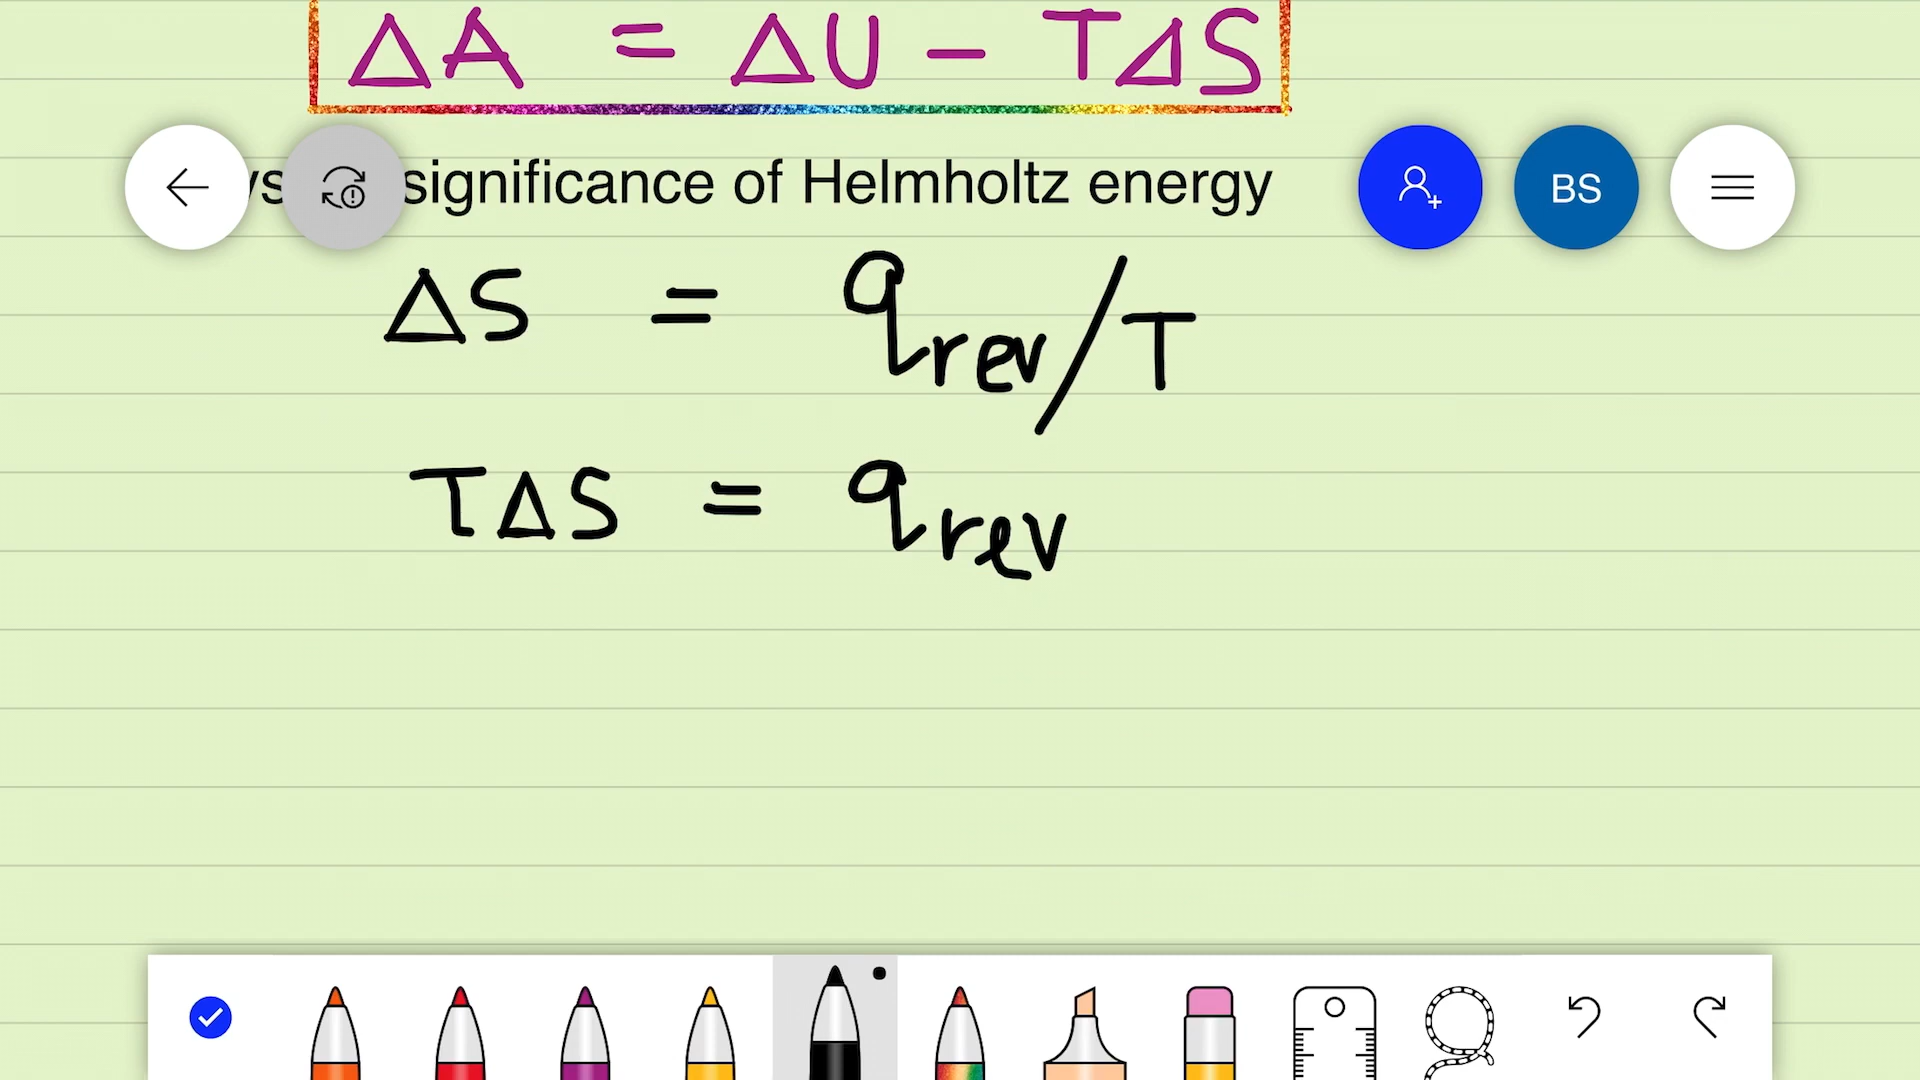 ΔA = ΔU - TΔS
significance of Helmholtz energy
BS
ΔS = qrev/T
TΔS = qrev